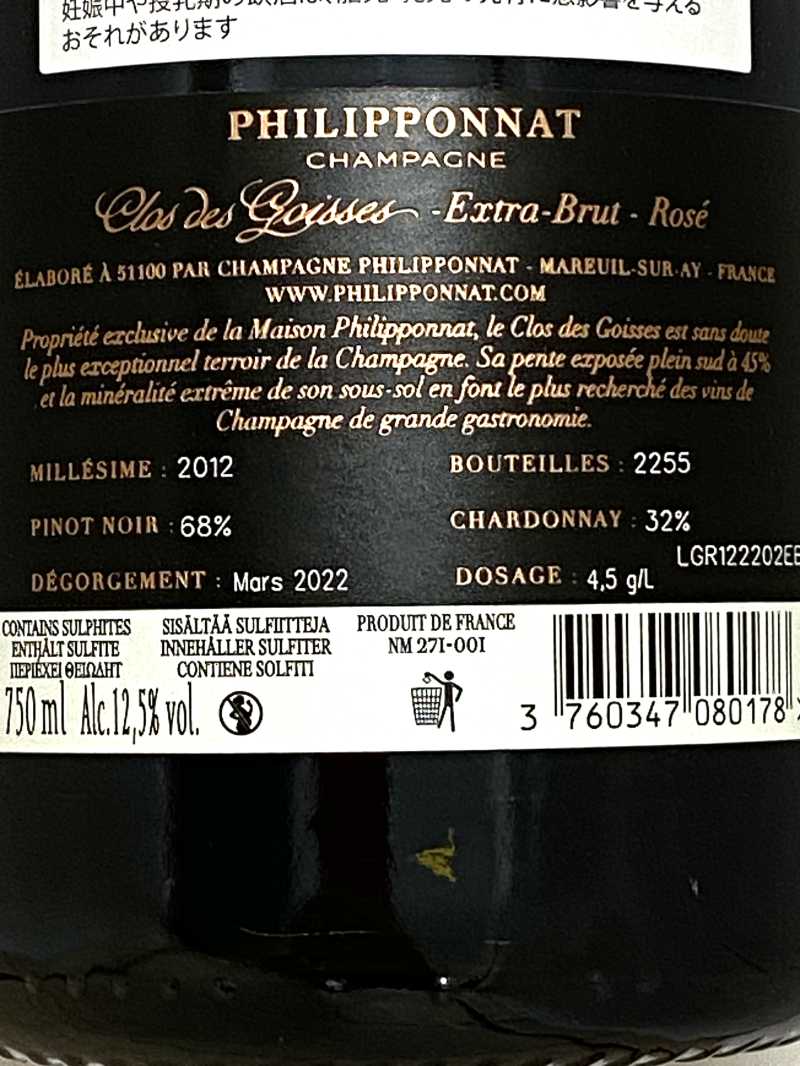 おそれがあります
PHILIPPONNAT
CHAMPAGNE
Clos des Goisses - Extra-Brut - Rosé
ÉLABORÉ À 51100 PAR CHAMPAGNE PHILIPPONNAT - MAREUIL-SUR-AY - FRANCE
WWW.PHILIPPONNAT.COM
Propriété exclusive de la Maison Philipponnat, le Clos des Goisses est sans doute
le plus exceptionnel terroir de la Champagne. Sa pente exposée plein sud à 45%
et la minéralité extrême de son sous-sol en font le plus recherché des vins de
Champagne de grande gastronomie.
MILLÉSIME : 2012
BOUTEILLES : 2255
PINOT NOIR : 68%
CHARDONNAY : 32%
LGR122202EE
DÉGORGEMENT : Mars 2022
DOSAGE : 4,5 g/L
CONTAINS SULPHITES
ENTHÄLT SULFITE
ΠΕΡΙΕΧΕΙ ΘΕΙΩΔΗΤ
SISÄLTÄÄ SULFIITTEJA
INNEHÅLLER SULFITER
CONTIENE SOLFITI
PRODUIT DE FRANCE
NM 271-001
750 ml Alc.12,5% vol.
3 760347 080178